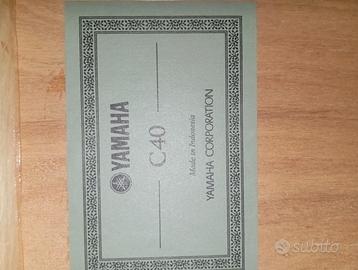 YAMAHA
C40
Made in Indonesia
YAMAHA CORPORATION
subito